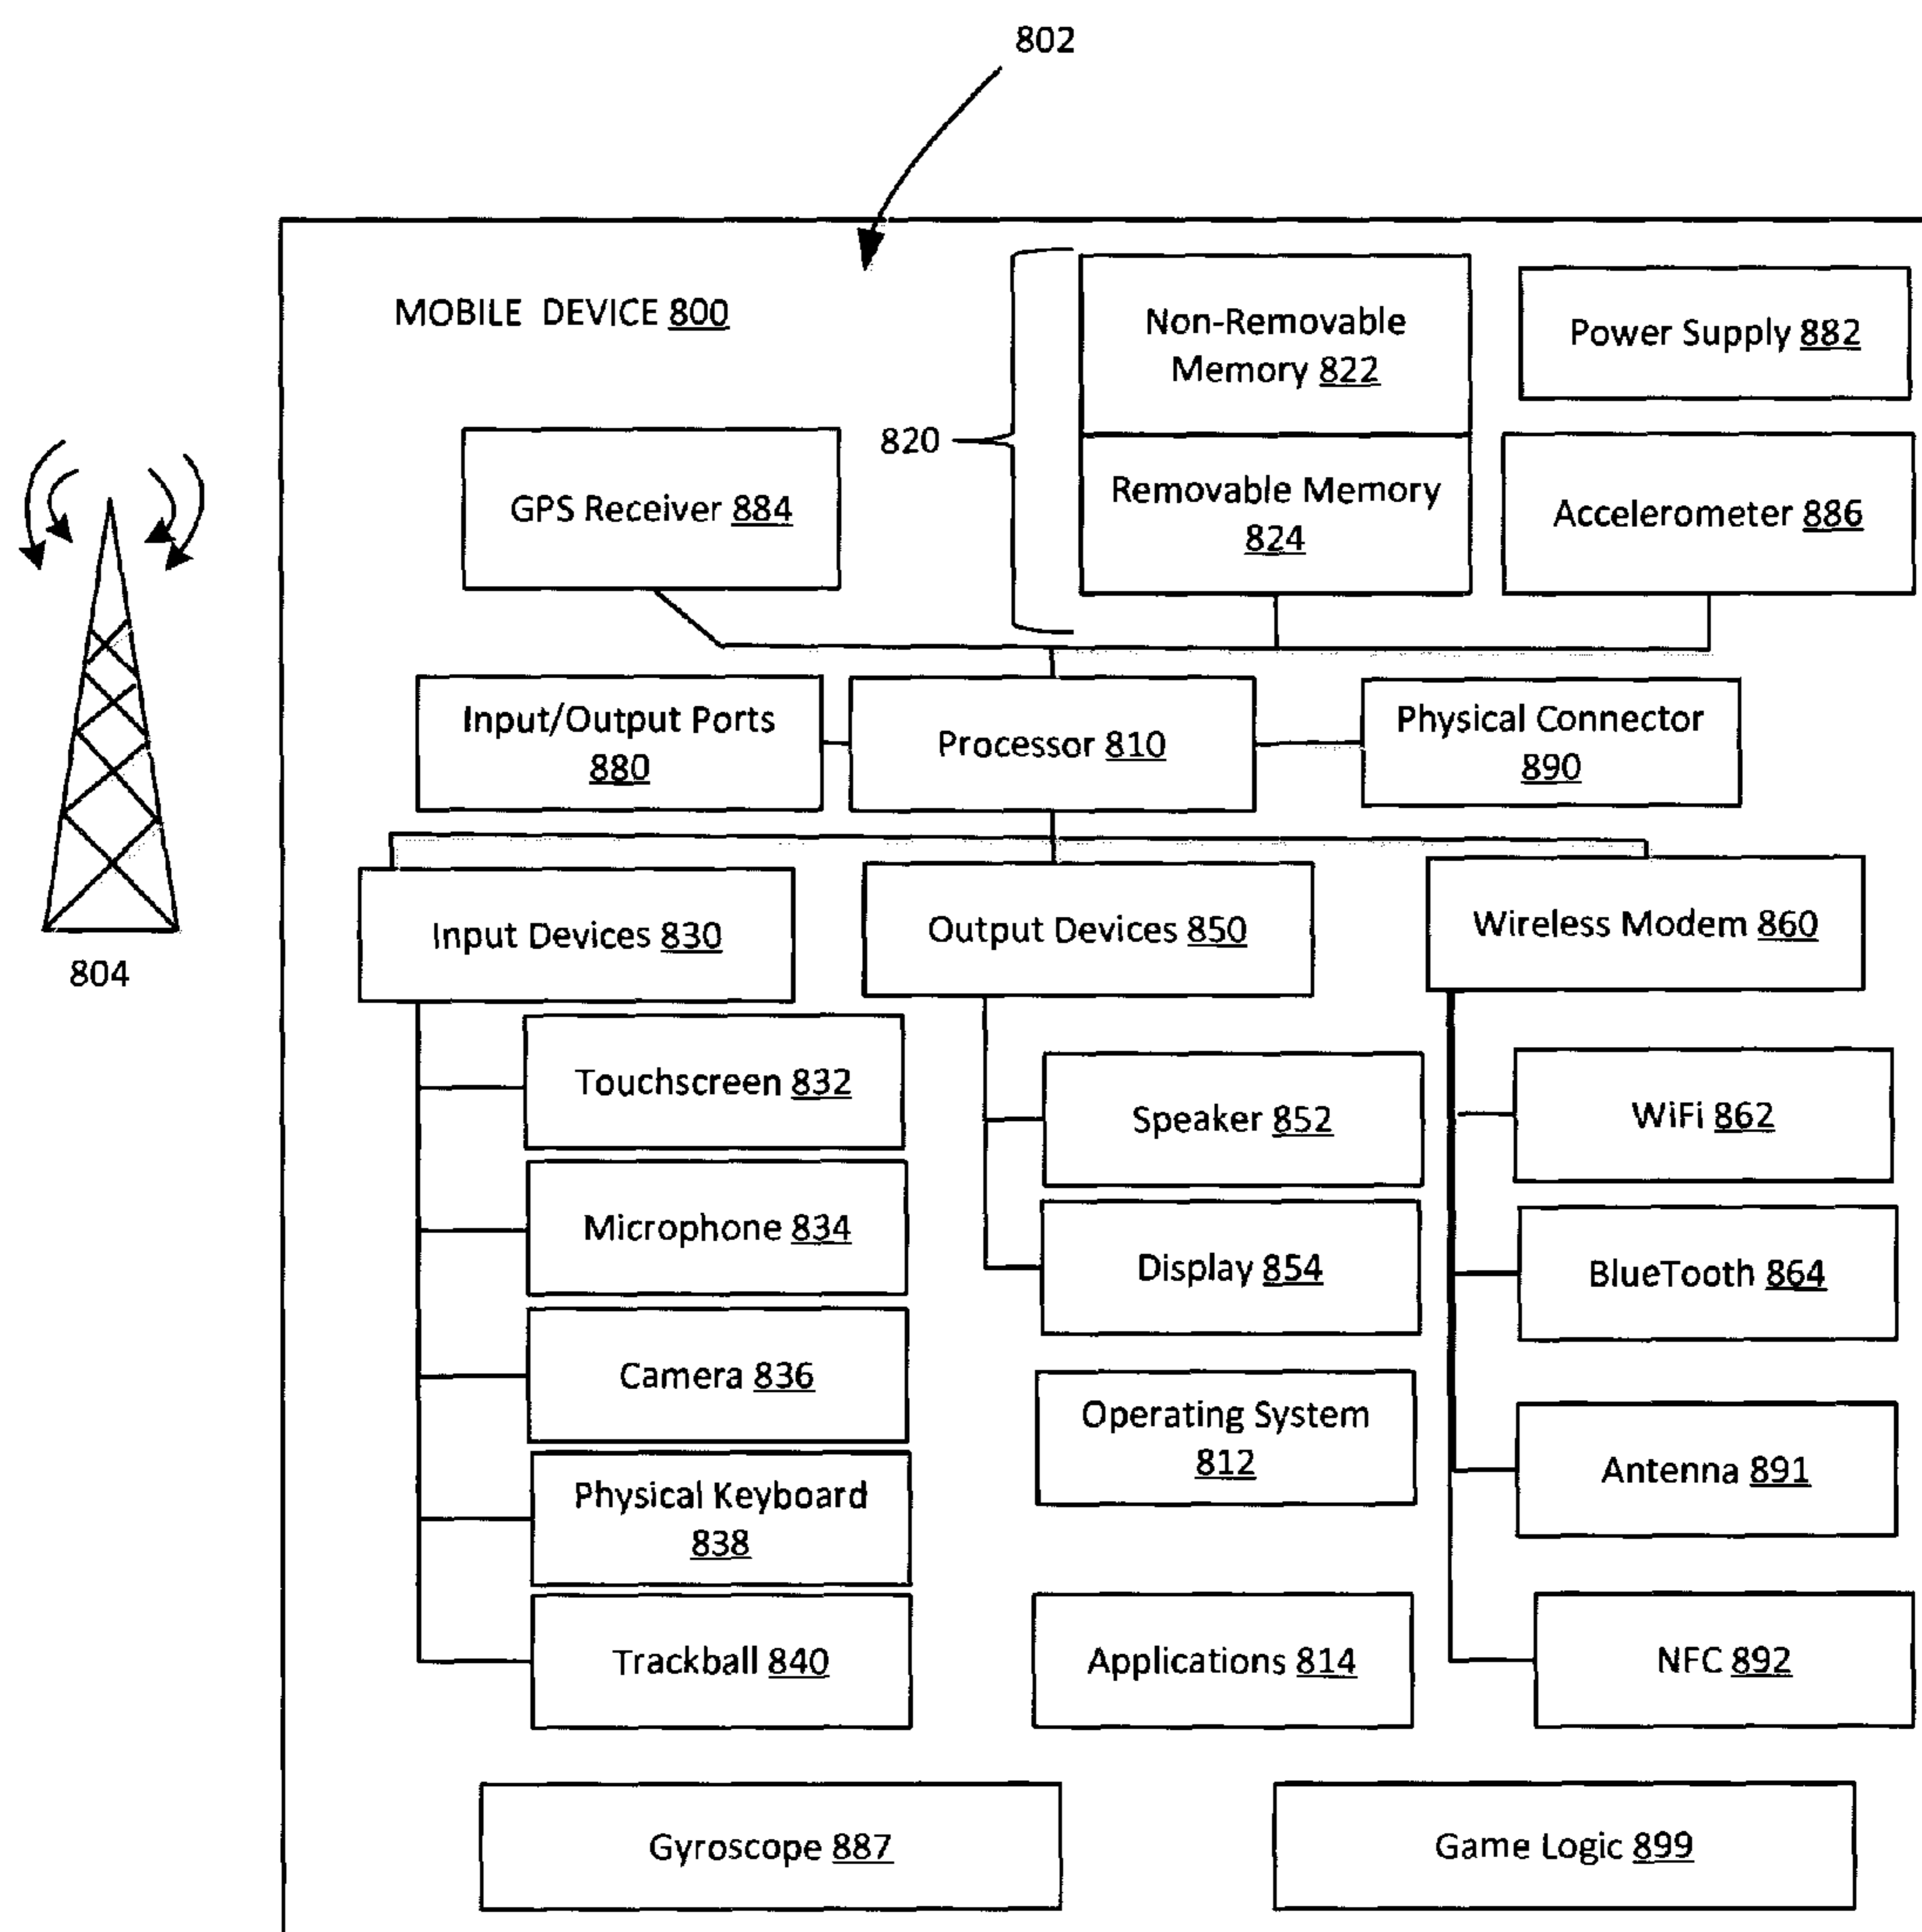 802
MOBILE DEVICE 800
Non-Removable
Memory 822
Power Supply 882
820
GPS Receiver 884
Removable Memory
824
Accelerometer 886
Input/Output Ports
880
Processor 810
Physical Connector
890
Input Devices 830
Output Devices 850
Wireless Modem 860
804
Touchscreen 832
Speaker 852
WiFi 862
Microphone 834
Display 854
BlueTooth 864
Camera 836
Operating System
812
Antenna 891
Physical Keyboard
838
Trackball 840
Applications 814
NFC 892
Gyroscope 887
Game Logic 899